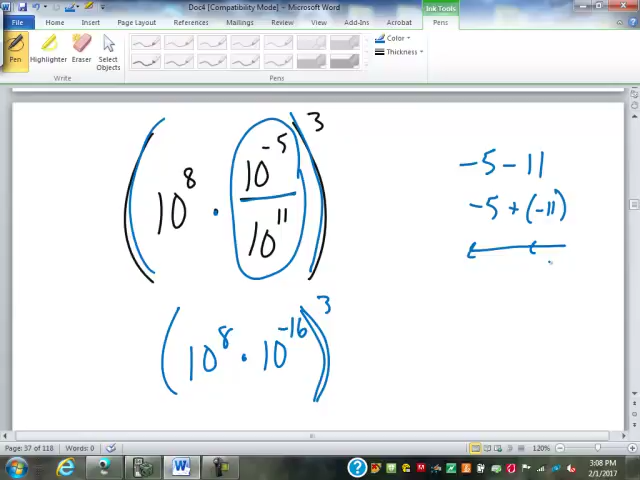 Doc4 [Compatibility Mode] - Microsoft Word
Ink Tools
File Home Insert Page Layout References Mailings Review View Add-Ins Acrobat Pens
Pen Highlighter Eraser Select Objects
Color
Thickness
Write Pens
(10^8 · 10^-5 / 10^11)^3
-5 - 11
-5 + (-11)
(10^8 · 10^-16)^3
Page: 37 of 118 Words: 0 120%
3:08 PM
2/1/2017